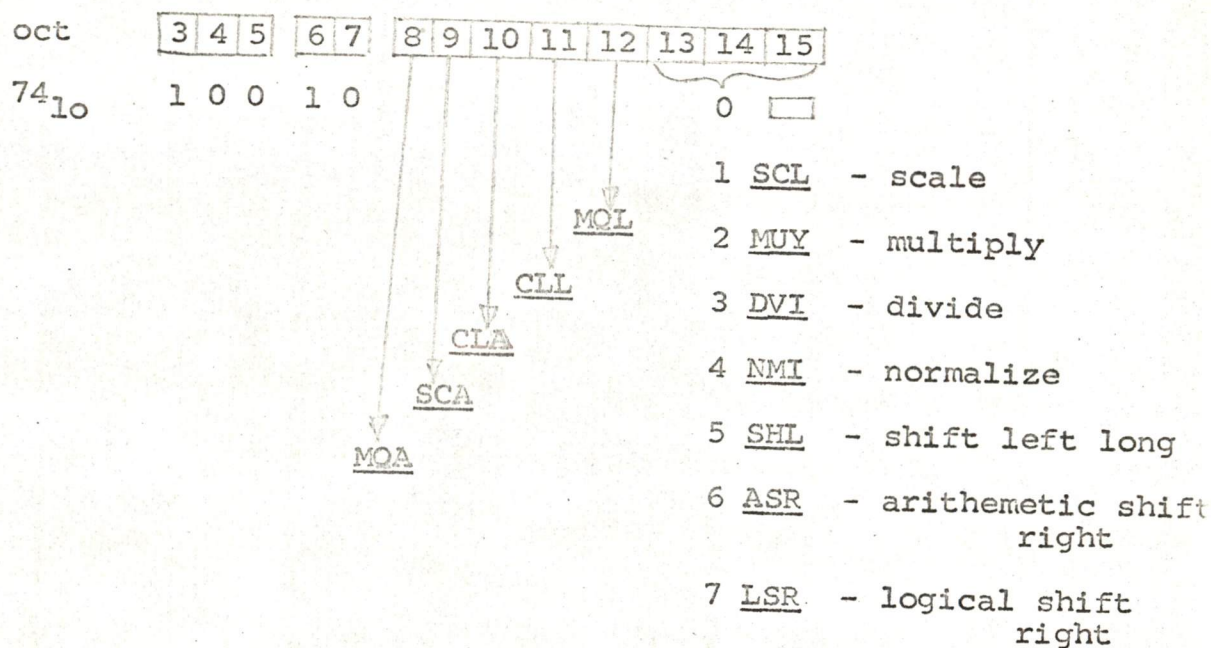 oct 3 4 5 6 7 8 9 10 11 12 13 14 15
74lo 1 0 0 1 0 0
1 SCL - scale
MQL
2 MUY - multiply
CLL
3 DVI - divide
CLA
4 NMI - normalize
SCA
5 SHL - shift left long
MQA
6 ASR - arithemetic shift
right
7 LSR - logical shift
right